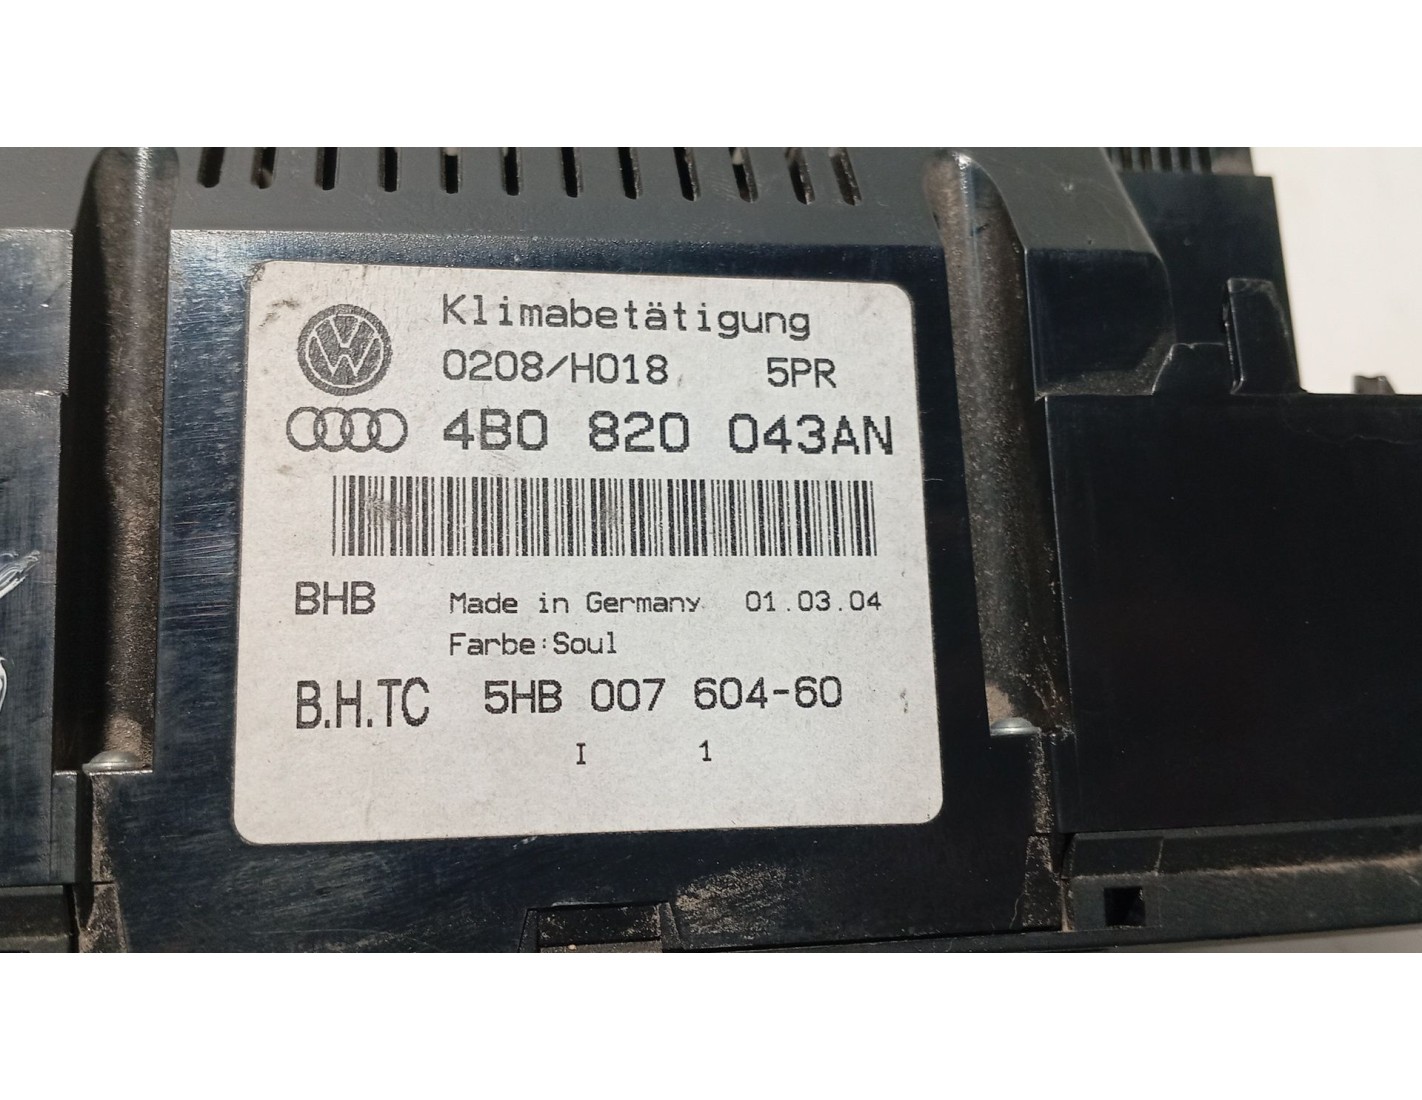 Klimabetätigung
0208/H018 5PR
4B0 820 043AN
BHB Made in Germany 01.03.04
Farbe:Soul
B.H.TC 5HB 007 604-60
I 1